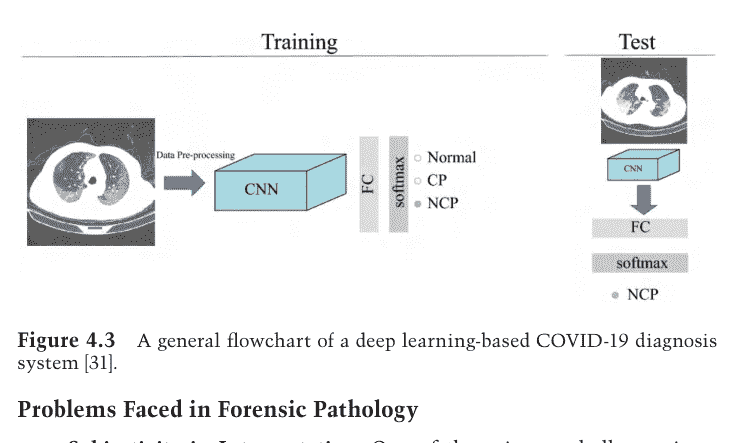 Training
Test
Data Pre-processing
CNN
FC
softmax
Normal
CP
NCP
CNN
FC
softmax
NCP
Figure 4.3 A general flowchart of a deep learning-based COVID-19 diagnosis
system [31].
Problems Faced in Forensic Pathology